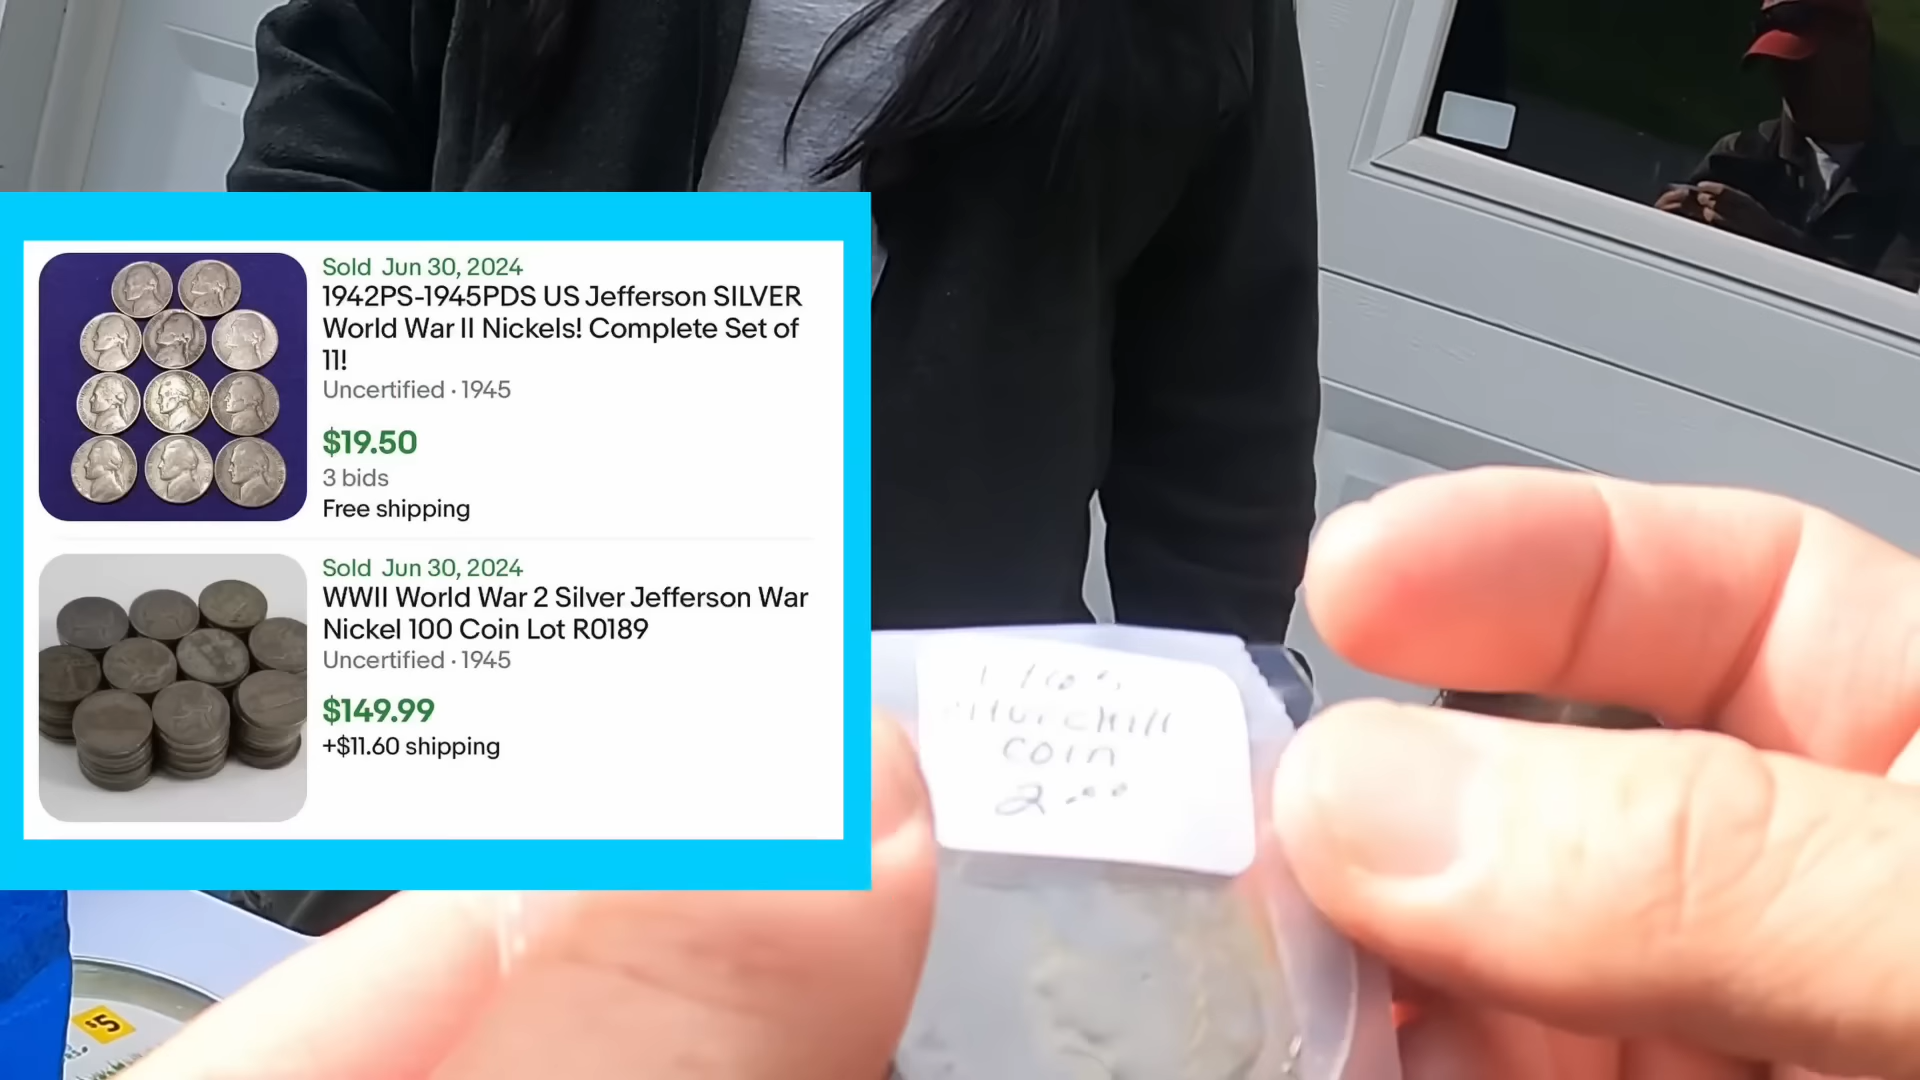 Sold Jun 30, 2024
1942PS-1945PDS US Jefferson SILVER
World War II Nickels! Complete Set of
11!
Uncertified · 1945
$19.50
3 bids
Free shipping
Sold Jun 30, 2024
WWII World War 2 Silver Jefferson War
Nickel 100 Coin Lot R0189
Uncertified · 1945
$149.99
+$11.60 shipping
coin
2.00
$5